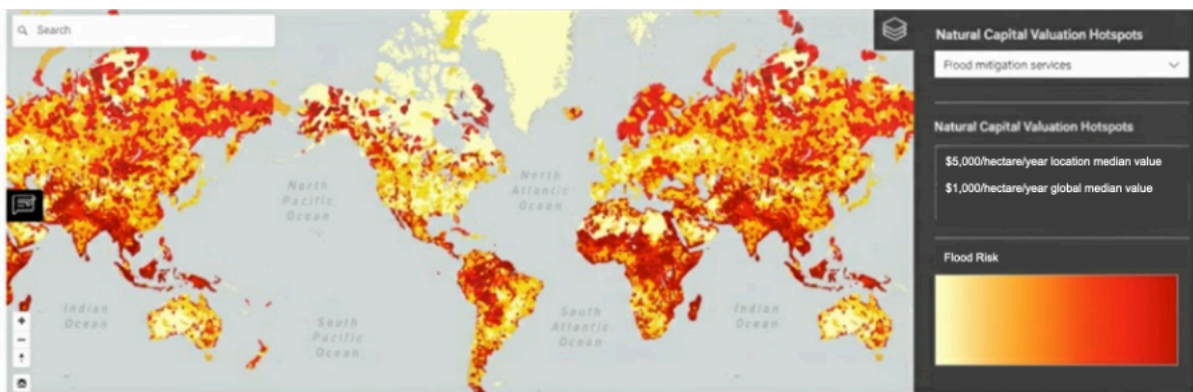 Search
Natural Capital Valuation Hotspots
Flood mitigation services
Natural Capital Valuation Hotspots
$5,000/hectare/year location median value
$1,000/hectare/year global median value
Flood Risk
North
Pacific
Ocean
North
Atlantic
Ocean
Indian
Ocean
South
Pacific
Ocean
South
Atlantic
Ocean
Indian
Ocean